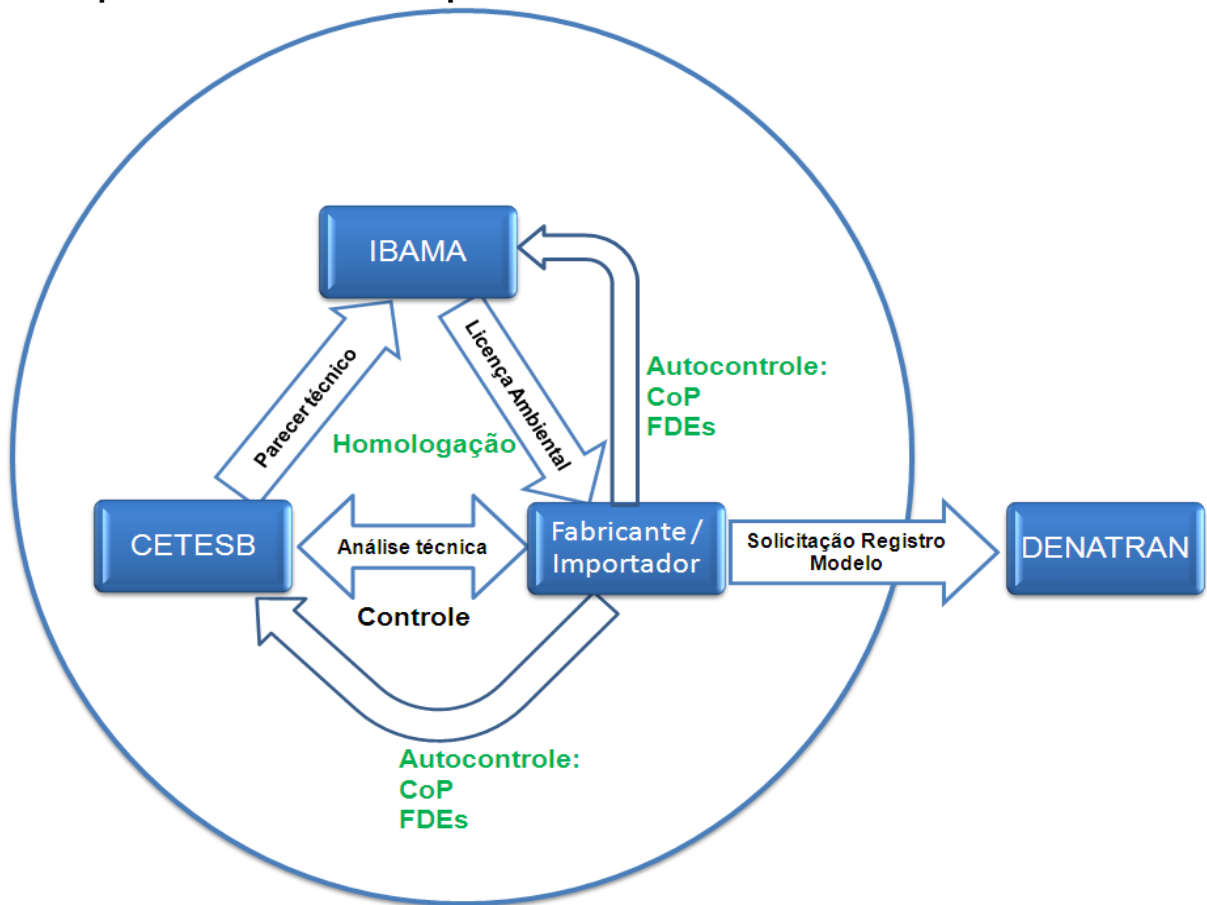 IBAMA
Parecer técnico
Licença Ambiental
Autocontrole:
CoP
FDEs
Homologação
CETESB
Análise técnica
Fabricante/
Importador
Solicitação Registro
Modelo
DENATRAN
Controle
Autocontrole:
CoP
FDEs